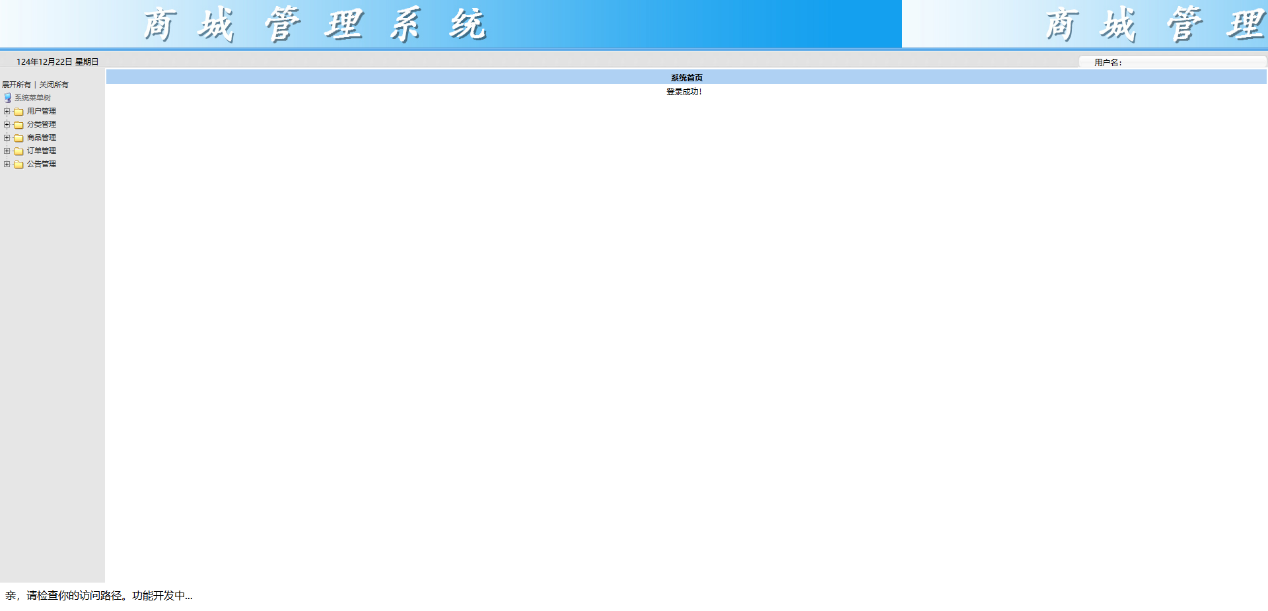 商城管理系统 商城管理
124年12月22日 星期日 用户名：
展开所有 | 关闭所有
系统首页
登录成功！
系统菜单树
用户管理
分类管理
商品管理
订单管理
公告管理
亲，请检查你的访问路径。功能开发中...